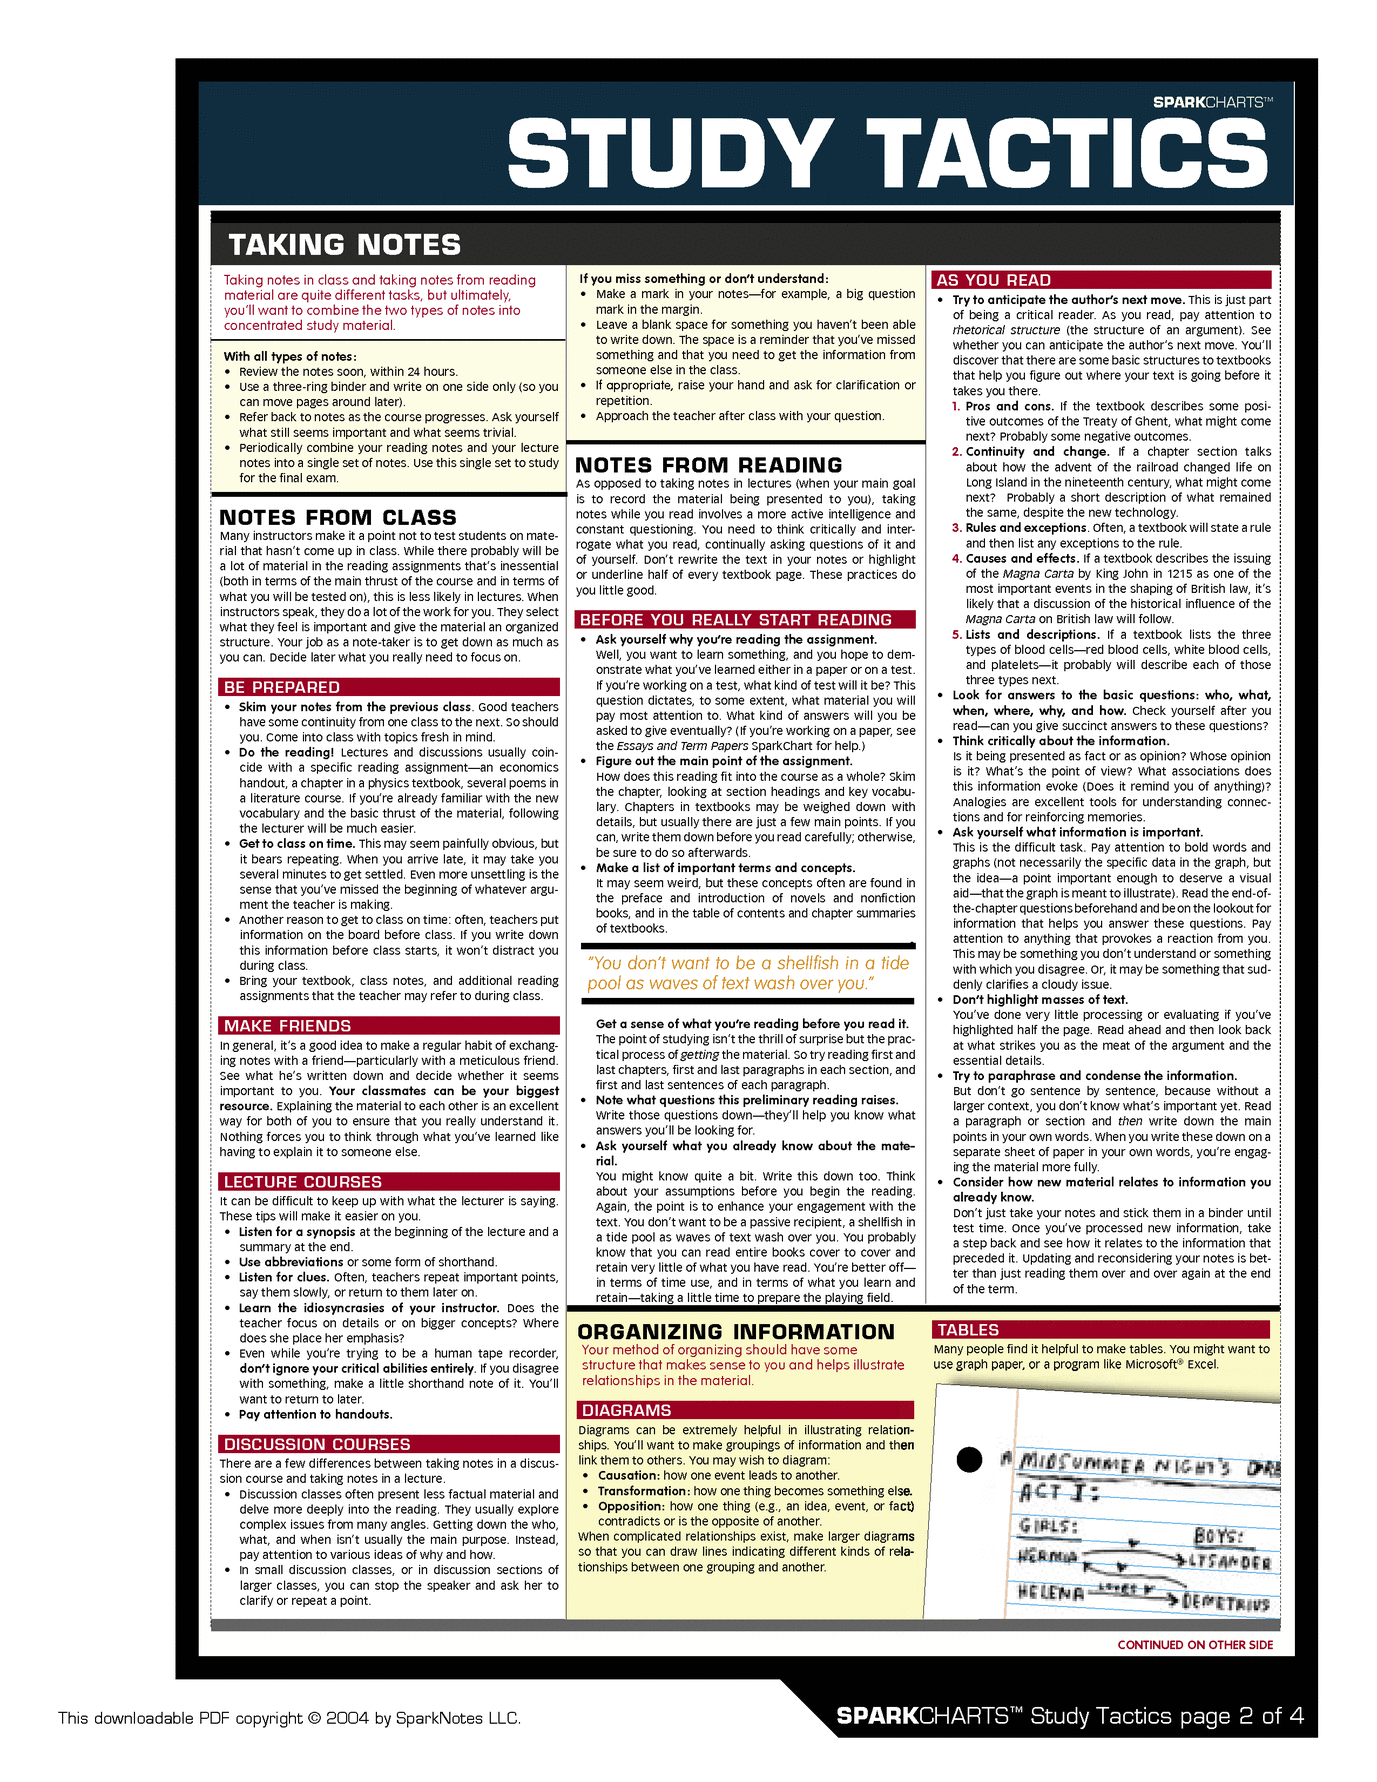 SPARKCHARTS™
STUDY TACTICS
TAKING NOTES
Taking notes in class and taking notes from reading
material are quite different tasks, but ultimately,
you'll want to combine the two types of notes into
concentrated study material.
With all types of notes:
• Review the notes soon, within 24 hours.
• Use a three-ring binder and write on one side only (so you
can move pages around later).
• Refer back to notes as the course progresses. Ask yourself
what still seems important and what seems trivial.
• Periodically combine your reading notes and your lecture
notes into a single set of notes. Use this single set to study
for the final exam.
NOTES FROM CLASS
Many instructors make it a point not to test students on mate-
rial that hasn't come up in class. While there probably will be
a lot of material in the reading assignments that's inessential
(both in terms of the main thrust of the course and in terms of
what you will be tested on), this is less likely in lectures. When
instructors speak, they do a lot of the work for you. They select
what they feel is important and give the material an organized
structure. Your job as a note-taker is to get down as much as
you can. Decide later what you really need to focus on.
BE PREPARED
• Skim your notes from the previous class. Good teachers
have some continuity from one class to the next. So should
you. Come into class with topics fresh in mind.
• Do the reading! Lectures and discussions usually coin-
cide with a specific reading assignment—an economics
handout, a chapter in a physics textbook, several poems in
a literature course. If you're already familiar with the new
vocabulary and the basic thrust of the material, following
the lecturer will be much easier.
• Get to class on time. This may seem painfully obvious, but
it bears repeating. When you arrive late, it may take you
several minutes to get settled. Even more unsettling is the
sense that you've missed the beginning of whatever argu-
ment the teacher is making.
• Another reason to get to class on time: often, teachers put
information on the board before class. If you write down
this information before class starts, it won't distract you
during class.
• Bring your textbook, class notes, and additional reading
assignments that the teacher may refer to during class.
MAKE FRIENDS
In general, it's a good idea to make a regular habit of exchang-
ing notes with a friend—particularly with a meticulous friend.
See what he's written down and decide whether it seems
important to you. Your classmates can be your biggest
resource. Explaining the material to each other is an excellent
way for both of you to ensure that you really understand it.
Nothing forces you to think through what you've learned like
having to explain it to someone else.
LECTURE COURSES
It can be difficult to keep up with what the lecturer is saying.
These tips will make it easier on you.
• Listen for a synopsis at the beginning of the lecture and a
summary at the end.
• Use abbreviations or some form of shorthand.
• Listen for clues. Often, teachers repeat important points,
say them slowly, or return to them later on.
• Learn the idiosyncrasies of your instructor. Does the
teacher focus on details or on bigger concepts? Where
does she place her emphasis?
• Even while you're trying to be a human tape recorder,
don't ignore your critical abilities entirely. If you disagree
with something, make a little shorthand note of it. You'll
want to return to later.
• Pay attention to handouts.
DISCUSSION COURSES
There are a few differences between taking notes in a discus-
sion course and taking notes in a lecture.
• Discussion classes often present less factual material and
delve more deeply into the reading. They usually explore
complex issues from many angles. Getting down the who,
what, and when isn't usually the main purpose. Instead,
pay attention to various ideas of why and how.
• In small discussion classes, or in discussion sections of
larger classes, you can stop the speaker and ask her to
clarify or repeat a point.
If you miss something or don't understand:
• Make a mark in your notes—for example, a big question
mark in the margin.
• Leave a blank space for something you haven't been able
to write down. The space is a reminder that you've missed
something and that you need to get the information from
someone else in the class.
• If appropriate, raise your hand and ask for clarification or
repetition.
• Approach the teacher after class with your question.
NOTES FROM READING
As opposed to taking notes in lectures (when your main goal
is to record the material being presented to you), taking
notes while you read involves a more active intelligence and
constant questioning. You need to think critically and inter-
rogate what you read, continually asking questions of it and
of yourself. Don't rewrite the text in your notes or highlight
or underline half of every textbook page. These practices do
you little good.
BEFORE YOU REALLY START READING
• Ask yourself why you're reading the assignment.
Well, you want to learn something, and you hope to dem-
onstrate what you've learned either in a paper or on a test.
If you're working on a test, what kind of test will it be? This
question dictates, to some extent, what material you will
pay most attention to. What kind of answers will you be
asked to give eventually? (If you're working on a paper, see
the Essays and Term Papers SparkChart for help.)
• Figure out the main point of the assignment.
How does this reading fit into the course as a whole? Skim
the chapter, looking at section headings and key vocabu-
lary. Chapters in textbooks may be weighed down with
details, but usually there are just a few main points. If you
can, write them down before you read carefully; otherwise,
be sure to do so afterwards.
• Make a list of important terms and concepts.
It may seem weird, but these concepts often are found in
the preface and introduction of novels and nonfiction
books, and in the table of contents and chapter summaries
of textbooks.
"You don't want to be a shellfish in a tide
pool as waves of text wash over you."
Get a sense of what you're reading before you read it.
The point of studying isn't the thrill of surprise but the prac-
tical process of getting the material. So try reading first and
last chapters, first and last paragraphs in each section, and
first and last sentences of each paragraph.
• Note what questions this preliminary reading raises.
Write those questions down—they'll help you know what
answers you'll be looking for.
• Ask yourself what you already know about the mate-
rial.
You might know quite a bit. Write this down too. Think
about your assumptions before you begin the reading.
Again, the point is to enhance your engagement with the
text. You don't want to be a passive recipient, a shellfish in
a tide pool as waves of text wash over you. You probably
know that you can read entire books cover to cover and
retain very little of what you have read. You're better off—
in terms of time use, and in terms of what you learn and
retain—taking a little time to prepare the playing field.
AS YOU READ
• Try to anticipate the author's next move. This is just part
of being a critical reader. As you read, pay attention to
rhetorical structure (the structure of an argument). See
whether you can anticipate the author's next move. You'll
discover that there are some basic structures to textbooks
that help you figure out where your text is going before it
takes you there.
1. Pros and cons. If the textbook describes some posi-
tive outcomes of the Treaty of Ghent, what might come
next? Probably some negative outcomes.
2. Continuity and change. If a chapter section talks
about how the advent of the railroad changed life on
Long Island in the nineteenth century, what might come
next? Probably a short description of what remained
the same, despite the new technology.
3. Rules and exceptions. Often, a textbook will state a rule
and then list any exceptions to the rule.
4. Causes and effects. If a textbook describes the issuing
of the Magna Carta by King John in 1215 as one of the
most important events in the shaping of British law, it's
likely that a discussion of the historical influence of the
Magna Carta on British law will follow.
5. Lists and descriptions. If a textbook lists the three
types of blood cells—red blood cells, white blood cells,
and platelets—it probably will describe each of those
three types next.
• Look for answers to the basic questions: who, what,
when, where, why, and how. Check yourself after you
read—can you give succinct answers to these questions?
• Think critically about the information.
Is it being presented as fact or as opinion? Whose opinion
is it? What's the point of view? What associations does
this information evoke (Does it remind you of anything)?
Analogies are excellent tools for understanding connec-
tions and for reinforcing memories.
• Ask yourself what information is important.
This is the difficult task. Pay attention to bold words and
graphs (not necessarily the specific data in the graph, but
the idea—a point important enough to deserve a visual
aid—that the graph is meant to illustrate). Read the end-of-
the-chapter questions beforehand and be on the lookout for
information that helps you answer these questions. Pay
attention to anything that provokes a reaction from you.
This may be something you don't understand or something
with which you disagree. Or, it may be something that sud-
denly clarifies a cloudy issue.
• Don't highlight masses of text.
You've done very little processing or evaluating if you've
highlighted half the page. Read ahead and then look back
at what strikes you as the meat of the argument and the
essential details.
• Try to paraphrase and condense the information.
But don't go sentence by sentence, because without a
larger context, you don't know what's important yet. Read
a paragraph or section and then write down the main
points in your own words. When you write these down on a
separate sheet of paper in your own words, you're engag-
ing the material more fully.
• Consider how new material relates to information you
already know.
Don't just take your notes and stick them in a binder until
test time. Once you've processed new information, take
a step back and see how it relates to the information that
preceded it. Updating and reconsidering your notes is bet-
ter than just reading them over and over again at the end
of the term.
ORGANIZING INFORMATION
Your method of organizing should have some
structure that makes sense to you and helps illustrate
relationships in the material.
DIAGRAMS
Diagrams can be extremely helpful in illustrating relation-
ships. You'll want to make groupings of information and then
link them to others. You may wish to diagram:
• Causation: how one event leads to another.
• Transformation: how one thing becomes something else.
• Opposition: how one thing (e.g., an idea, event, or fact)
contradicts or is the opposite of another.
When complicated relationships exist, make larger diagrams
so that you can draw lines indicating different kinds of rela-
tionships between one grouping and another.
TABLES
Many people find it helpful to make tables. You might want to
use graph paper, or a program like Microsoft® Excel.
A MIDSUMMER NIGHT'S DRE
ACT I:
GIRLS: BOYS:
HERMIA LYSANDER
HELENA LOVES DEMETRIUS
CONTINUED ON OTHER SIDE
This downloadable PDF copyright © 2004 by SparkNotes LLC.
SPARKCHARTS™ Study Tactics page 2 of 4